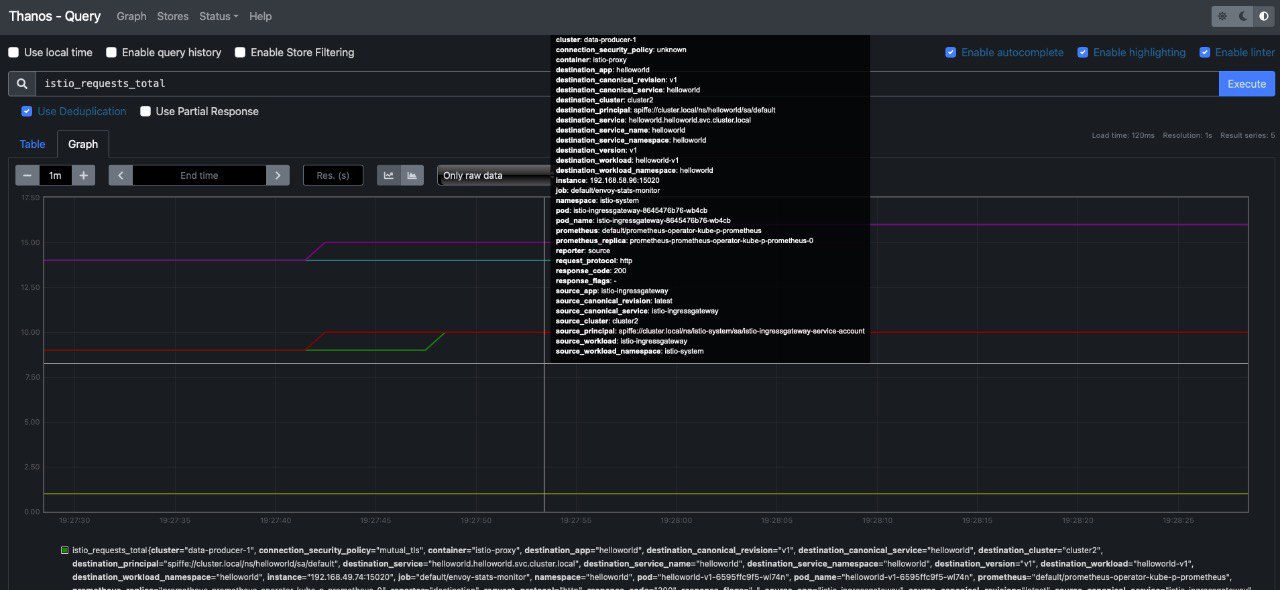 Thanos - Query Graph Stores Status Help
Use local time Enable query history Enable Store Filtering Enable autocomplete Enable highlighting Enable linter
istio_requests_total Execute
Use Deduplication Use Partial Response
Load time: 120ms Resolution: 1s Result series: 5
Table Graph
1m End time Res. (s) Only raw data
cluster: data-producer-1
connection_security_policy: unknown
container: istio-proxy
destination_app: helloworld
destination_canonical_revision: v1
destination_canonical_service: helloworld
destination_cluster: cluster2
destination_principal: spiffe://cluster.local/ns/helloworld/sa/default
destination_service: helloworld.helloworld.svc.cluster.local
destination_service_name: helloworld
destination_service_namespace: helloworld
destination_version: v1
destination_workload: helloworld-v1
destination_workload_namespace: helloworld
instance: 192.168.58.96:15020
job: default/envoy-stats-monitor
namespace: istio-system
pod: istio-ingressgateway-8645476b76-wb4cb
pod_name: istio-ingressgateway-8645476b76-wb4cb
prometheus: default/prometheus-operator-kube-p-prometheus
prometheus_replica: prometheus-prometheus-operator-kube-p-prometheus-0
reporter: source
request_protocol: http
response_code: 200
response_flags: -
source_app: istio-ingressgateway
source_canonical_revision: latest
source_canonical_service: istio-ingressgateway
source_cluster: cluster2
source_principal: spiffe://cluster.local/ns/istio-system/sa/istio-ingressgateway-service-account
source_workload: istio-ingressgateway
source_workload_namespace: istio-system
17.50
15.00
12.50
10.00
7.50
5.00
2.50
0.00
19:27:30 19:27:35 19:27:40 19:27:45 19:27:50 19:27:55 19:28:00 19:28:05 19:28:10 19:28:15 19:28:20 19:28:25
istio_requests_total{cluster="data-producer-1", connection_security_policy="mutual_tls", container="istio-proxy", destination_app="helloworld", destination_canonical_revision="v1", destination_canonical_service="helloworld", destination_cluster="cluster2",
destination_principal="spiffe://cluster.local/ns/helloworld/sa/default", destination_service="helloworld.helloworld.svc.cluster.local", destination_service_name="helloworld", destination_service_namespace="helloworld", destination_version="v1", destination_workload="helloworld-v1",
destination_workload_namespace="helloworld", instance="192.168.49.74:15020", job="default/envoy-stats-monitor", namespace="helloworld", pod="helloworld-v1-6595ffc9f5-wl74n", pod_name="helloworld-v1-6595ffc9f5-wl74n", prometheus="default/prometheus-operator-kube-p-prometheus",